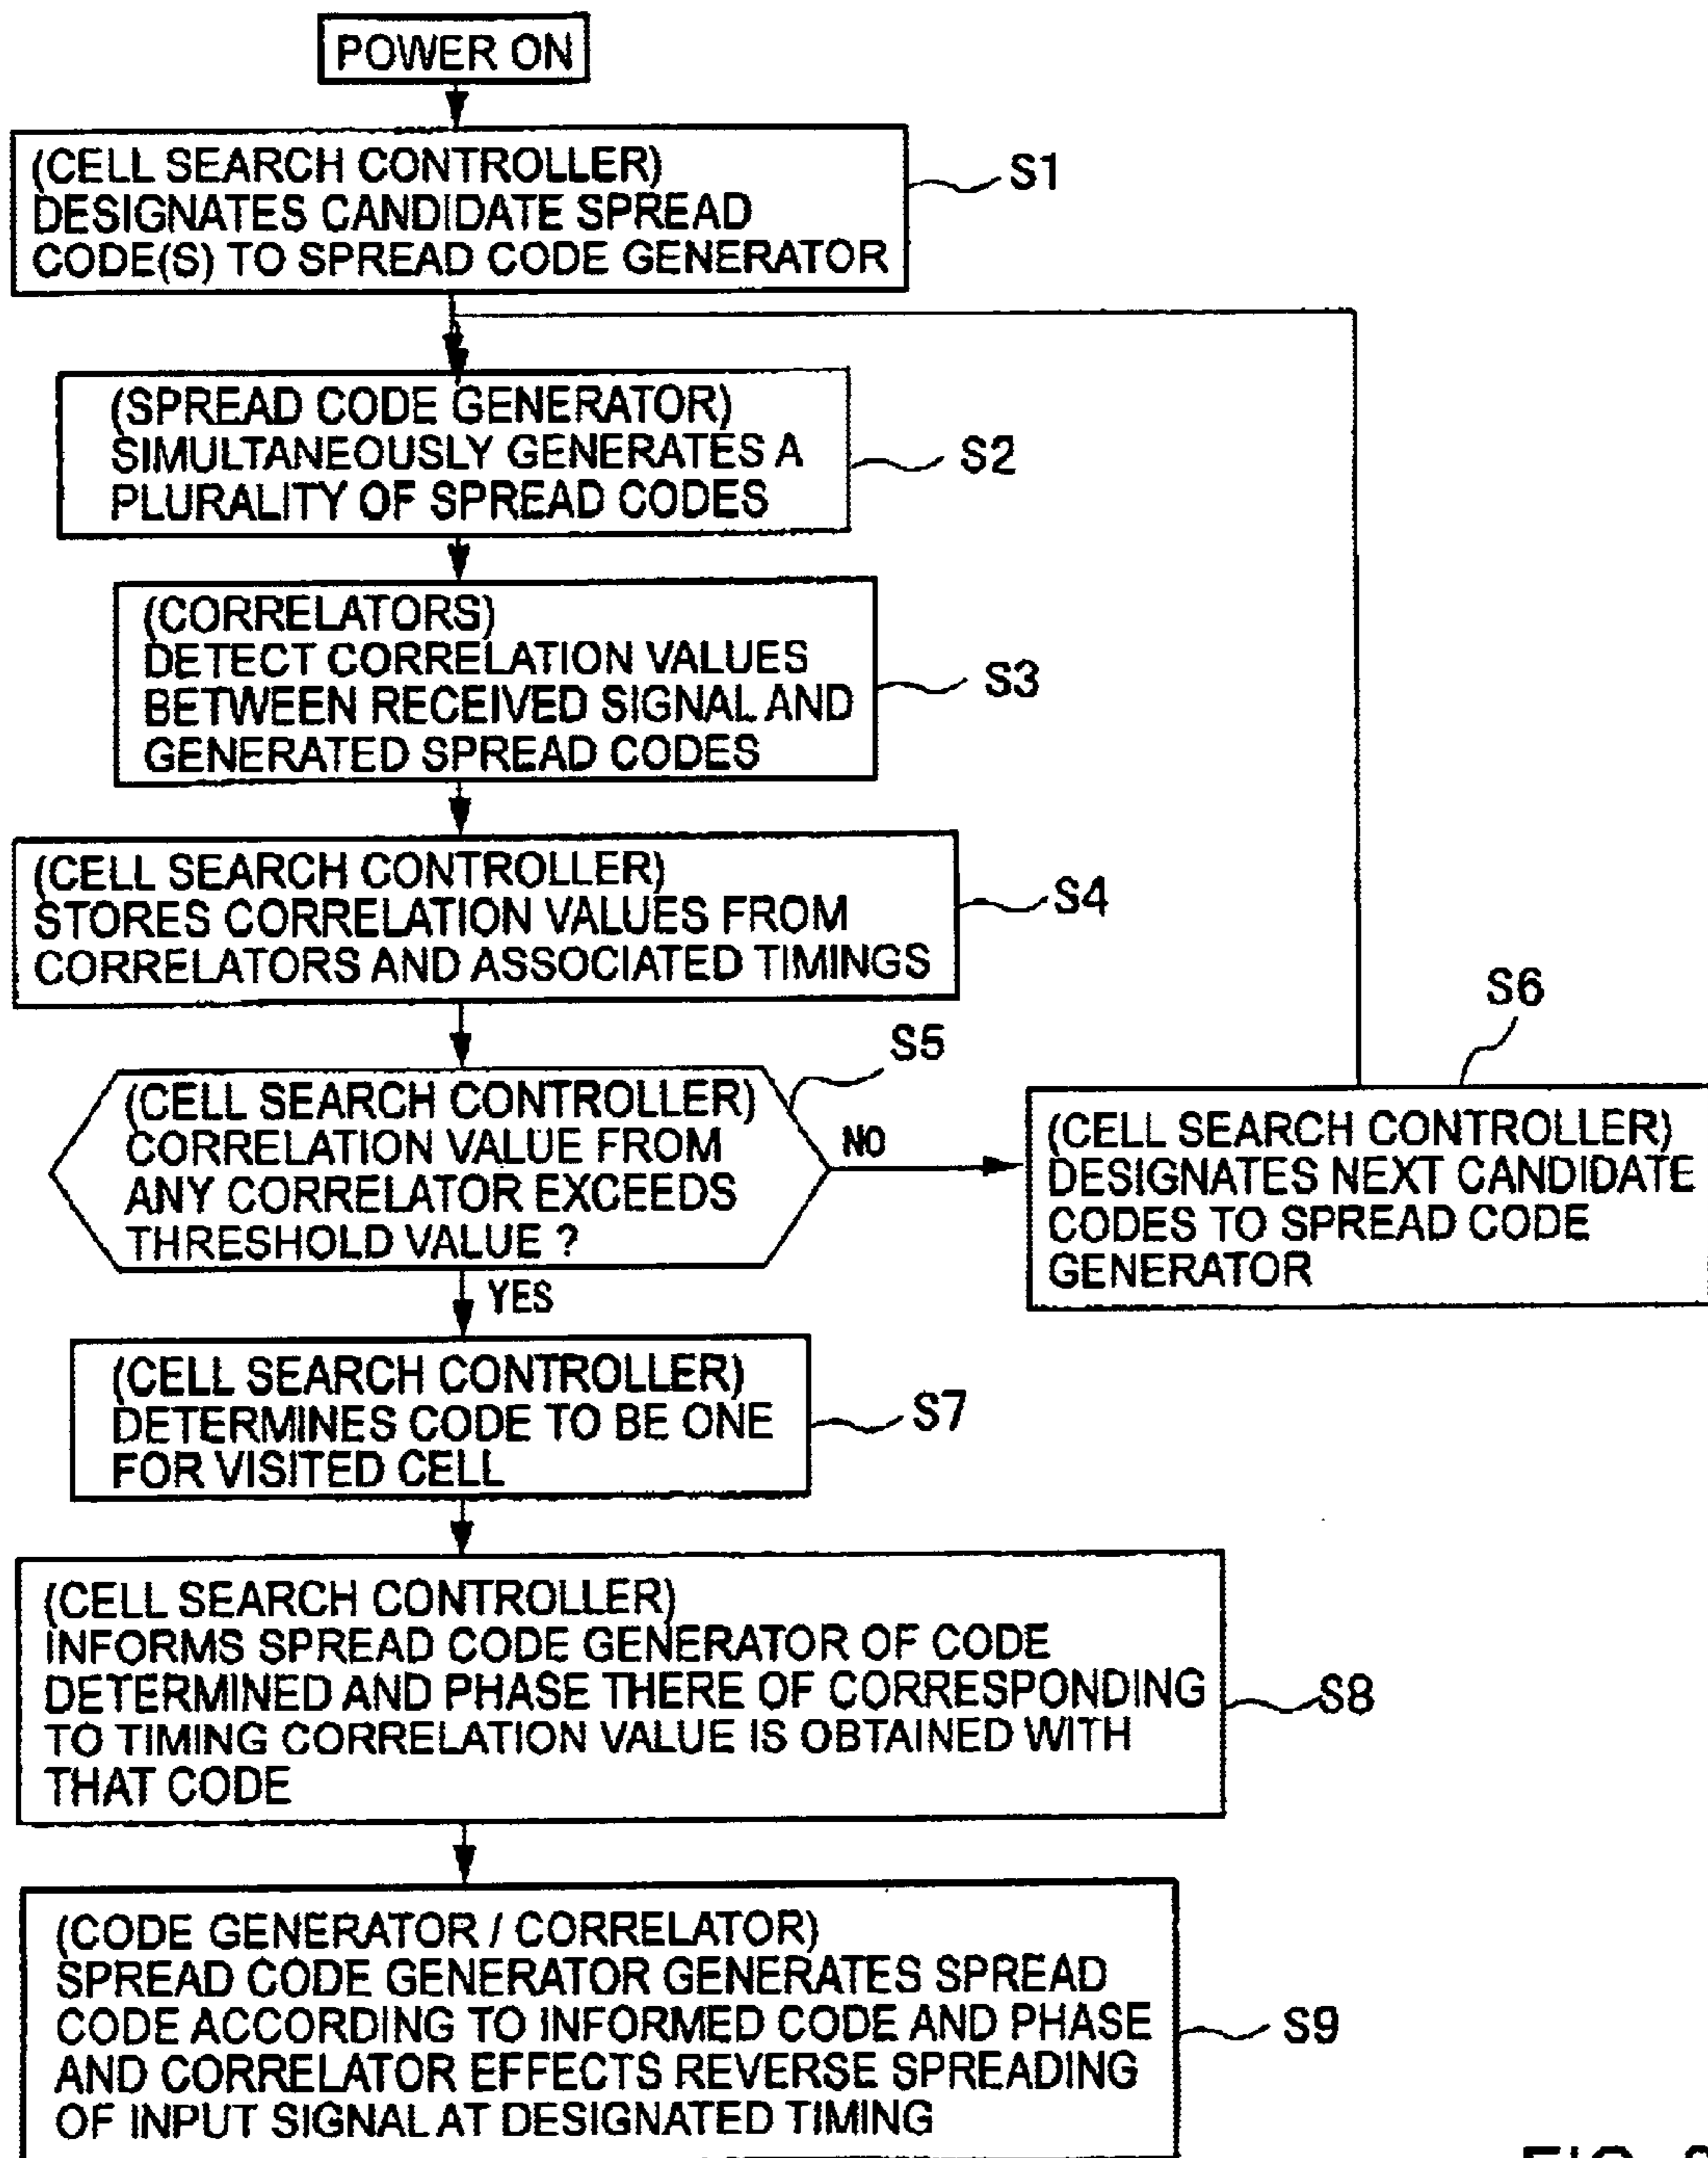 POWER ON
(CELL SEARCH CONTROLLER)
DESIGNATES CANDIDATE SPREAD
CODE(S) TO SPREAD CODE GENERATOR
S1
(SPREAD CODE GENERATOR)
SIMULTANEOUSLY GENERATES A
PLURALITY OF SPREAD CODES
S2
(CORRELATORS)
DETECT CORRELATION VALUES
BETWEEN RECEIVED SIGNAL AND
GENERATED SPREAD CODES
S3
(CELL SEARCH CONTROLLER)
STORES CORRELATION VALUES FROM
CORRELATORS AND ASSOCIATED TIMINGS
S4
S5
(CELL SEARCH CONTROLLER)
CORRELATION VALUE FROM
ANY CORRELATOR EXCEEDS
THRESHOLD VALUE ?
NO
YES
S6
(CELL SEARCH CONTROLLER)
DESIGNATES NEXT CANDIDATE
CODES TO SPREAD CODE
GENERATOR
(CELL SEARCH CONTROLLER)
DETERMINES CODE TO BE ONE
FOR VISITED CELL
S7
(CELL SEARCH CONTROLLER)
INFORMS SPREAD CODE GENERATOR OF CODE
DETERMINED AND PHASE THERE OF CORRESPONDING
TO TIMING CORRELATION VALUE IS OBTAINED WITH
THAT CODE
S8
(CODE GENERATOR / CORRELATOR)
SPREAD CODE GENERATOR GENERATES SPREAD
CODE ACCORDING TO INFORMED CODE AND PHASE
AND CORRELATOR EFFECTS REVERSE SPREADING
OF INPUT SIGNAL AT DESIGNATED TIMING
S9
FIG.